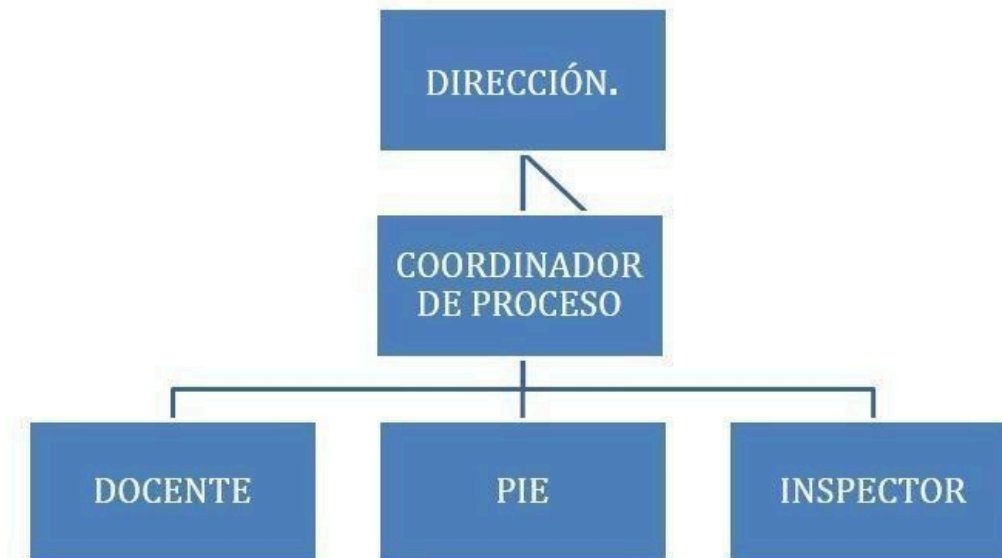 DIRECCIÓN.
COORDINADOR
DE PROCESO
DOCENTE
PIE
INSPECTOR